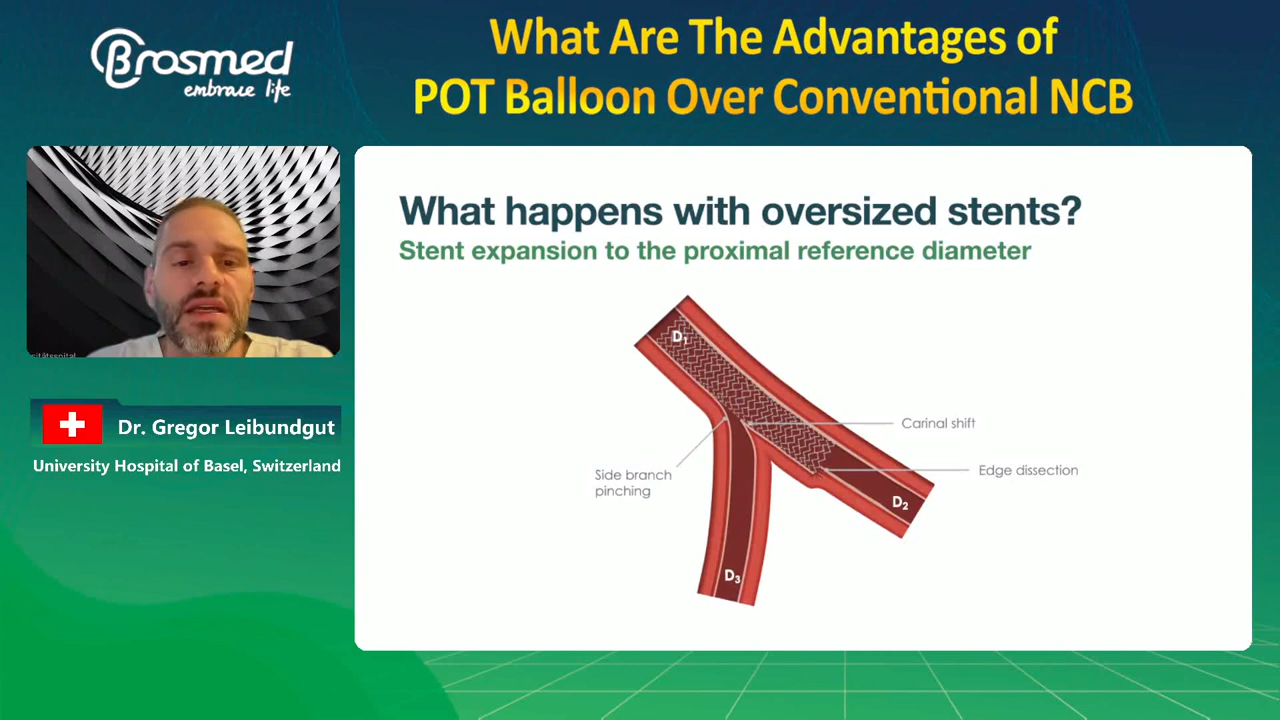 Brosmed
embrace life
What Are The Advantages of
POT Balloon Over Conventional NCB
What happens with oversized stents?
Stent expansion to the proximal reference diameter
D₁
Carinal shift
Edge dissection
Side branch
pinching
D₂
D₃
sitätsspital
Dr. Gregor Leibundgut
University Hospital of Basel, Switzerland